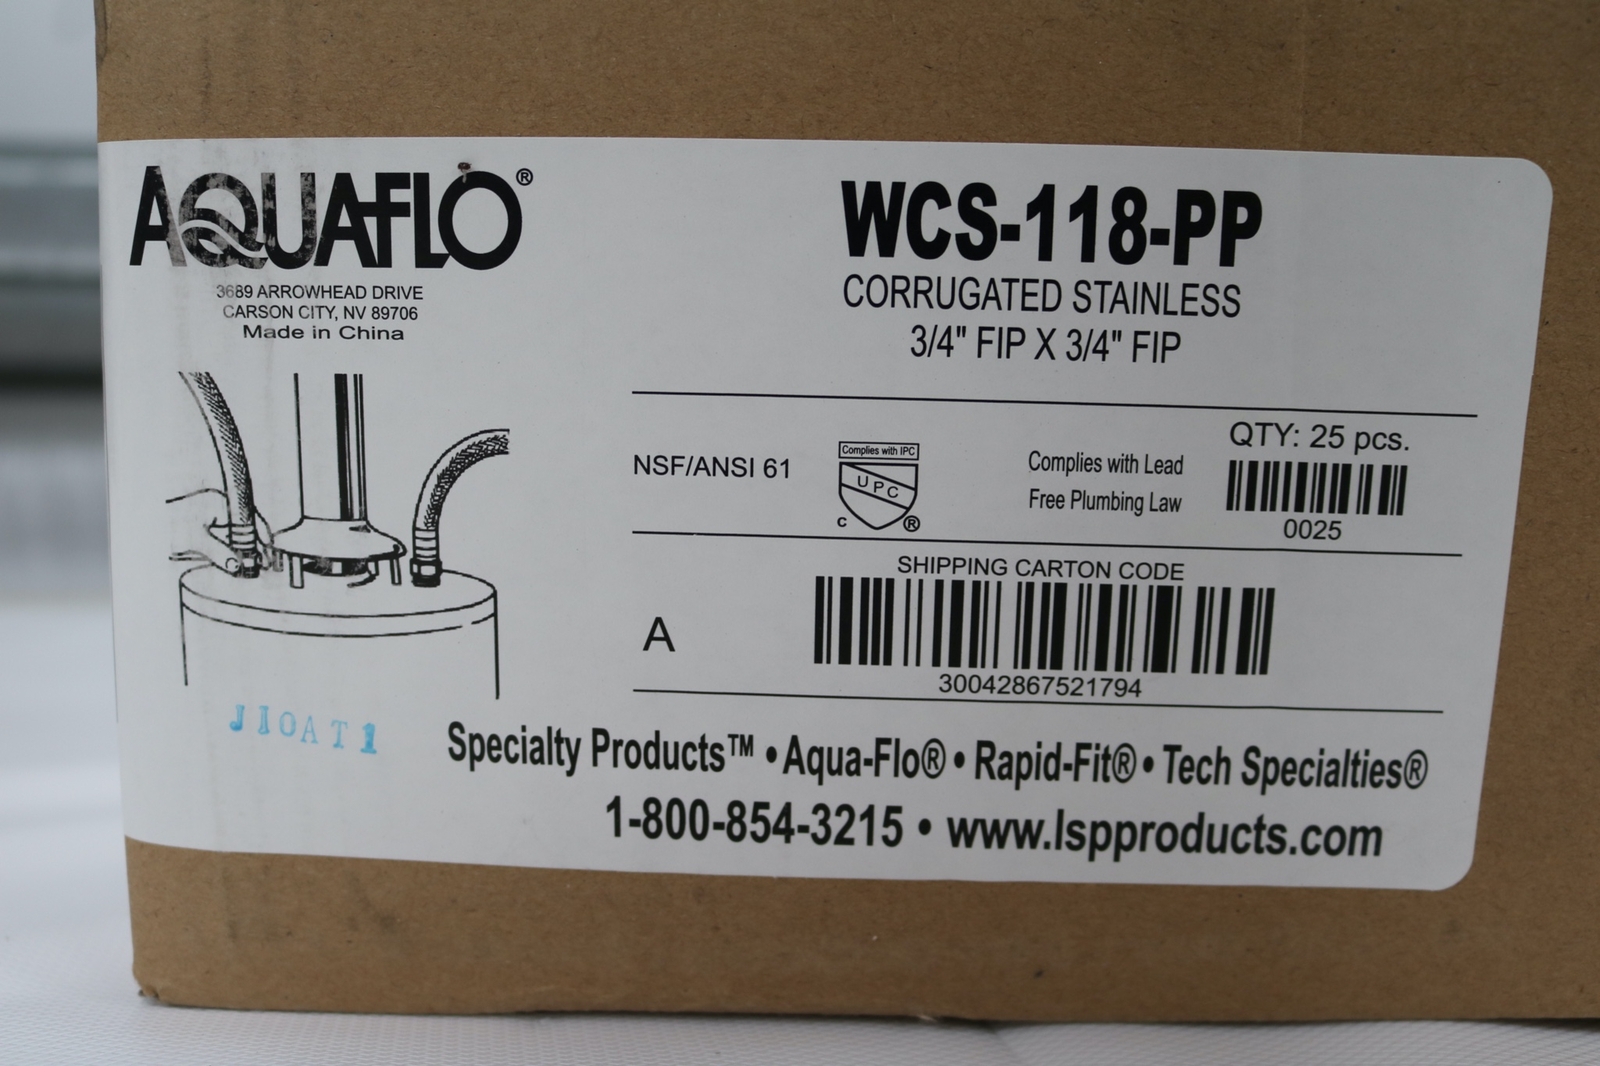 AQUAFLO®
3689 ARROWHEAD DRIVE
CARSON CITY, NV 89706
Made in China
WCS-118-PP
CORRUGATED STAINLESS
3/4" FIP X 3/4" FIP
NSF/ANSI 61
Complies with IPC
UPC
C ®
Complies with Lead
Free Plumbing Law
QTY: 25 pcs.
0025
SHIPPING CARTON CODE
A
30042867521794
J10AT1
Specialty Products™ • Aqua-Flo® • Rapid-Fit® • Tech Specialties®
1-800-854-3215 • www.lspproducts.com